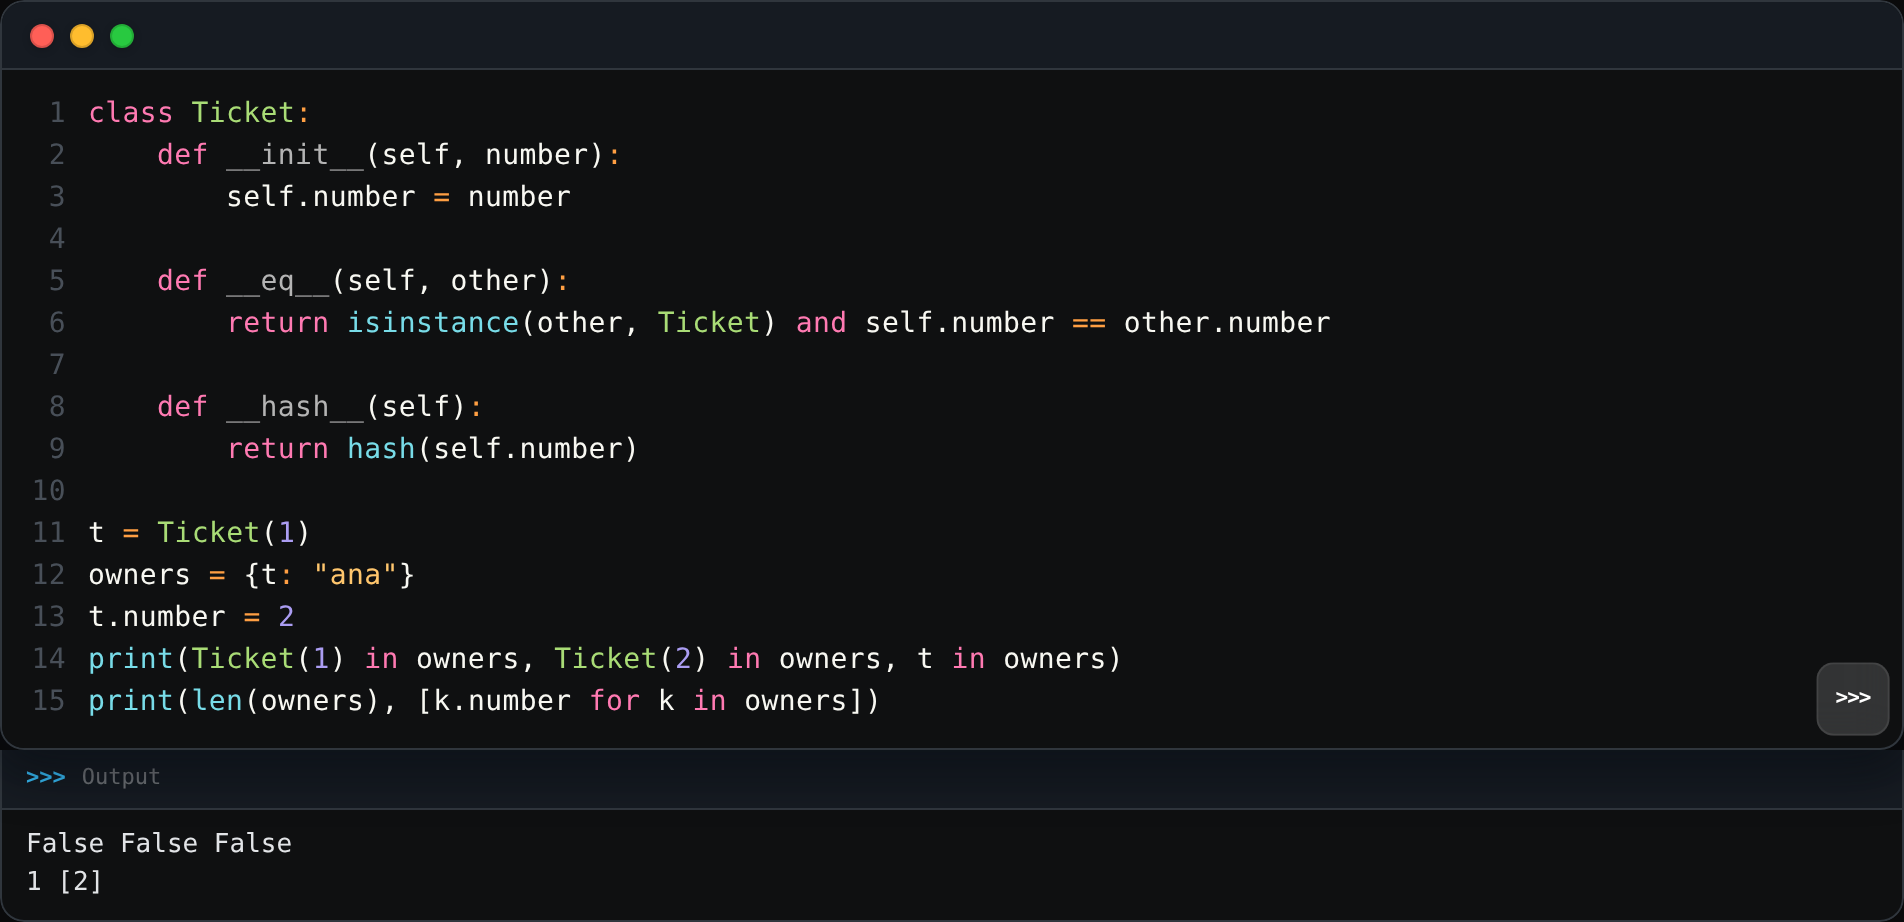 1 class Ticket:
2     def __init__(self, number):
3         self.number = number
4
5     def __eq__(self, other):
6         return isinstance(other, Ticket) and self.number == other.number
7
8     def __hash__(self):
9         return hash(self.number)
10
11 t = Ticket(1)
12 owners = {t: "ana"}
13 t.number = 2
14 print(Ticket(1) in owners, Ticket(2) in owners, t in owners)
15 print(len(owners), [k.number for k in owners])
>>>
>>> Output
False False False
1 [2]